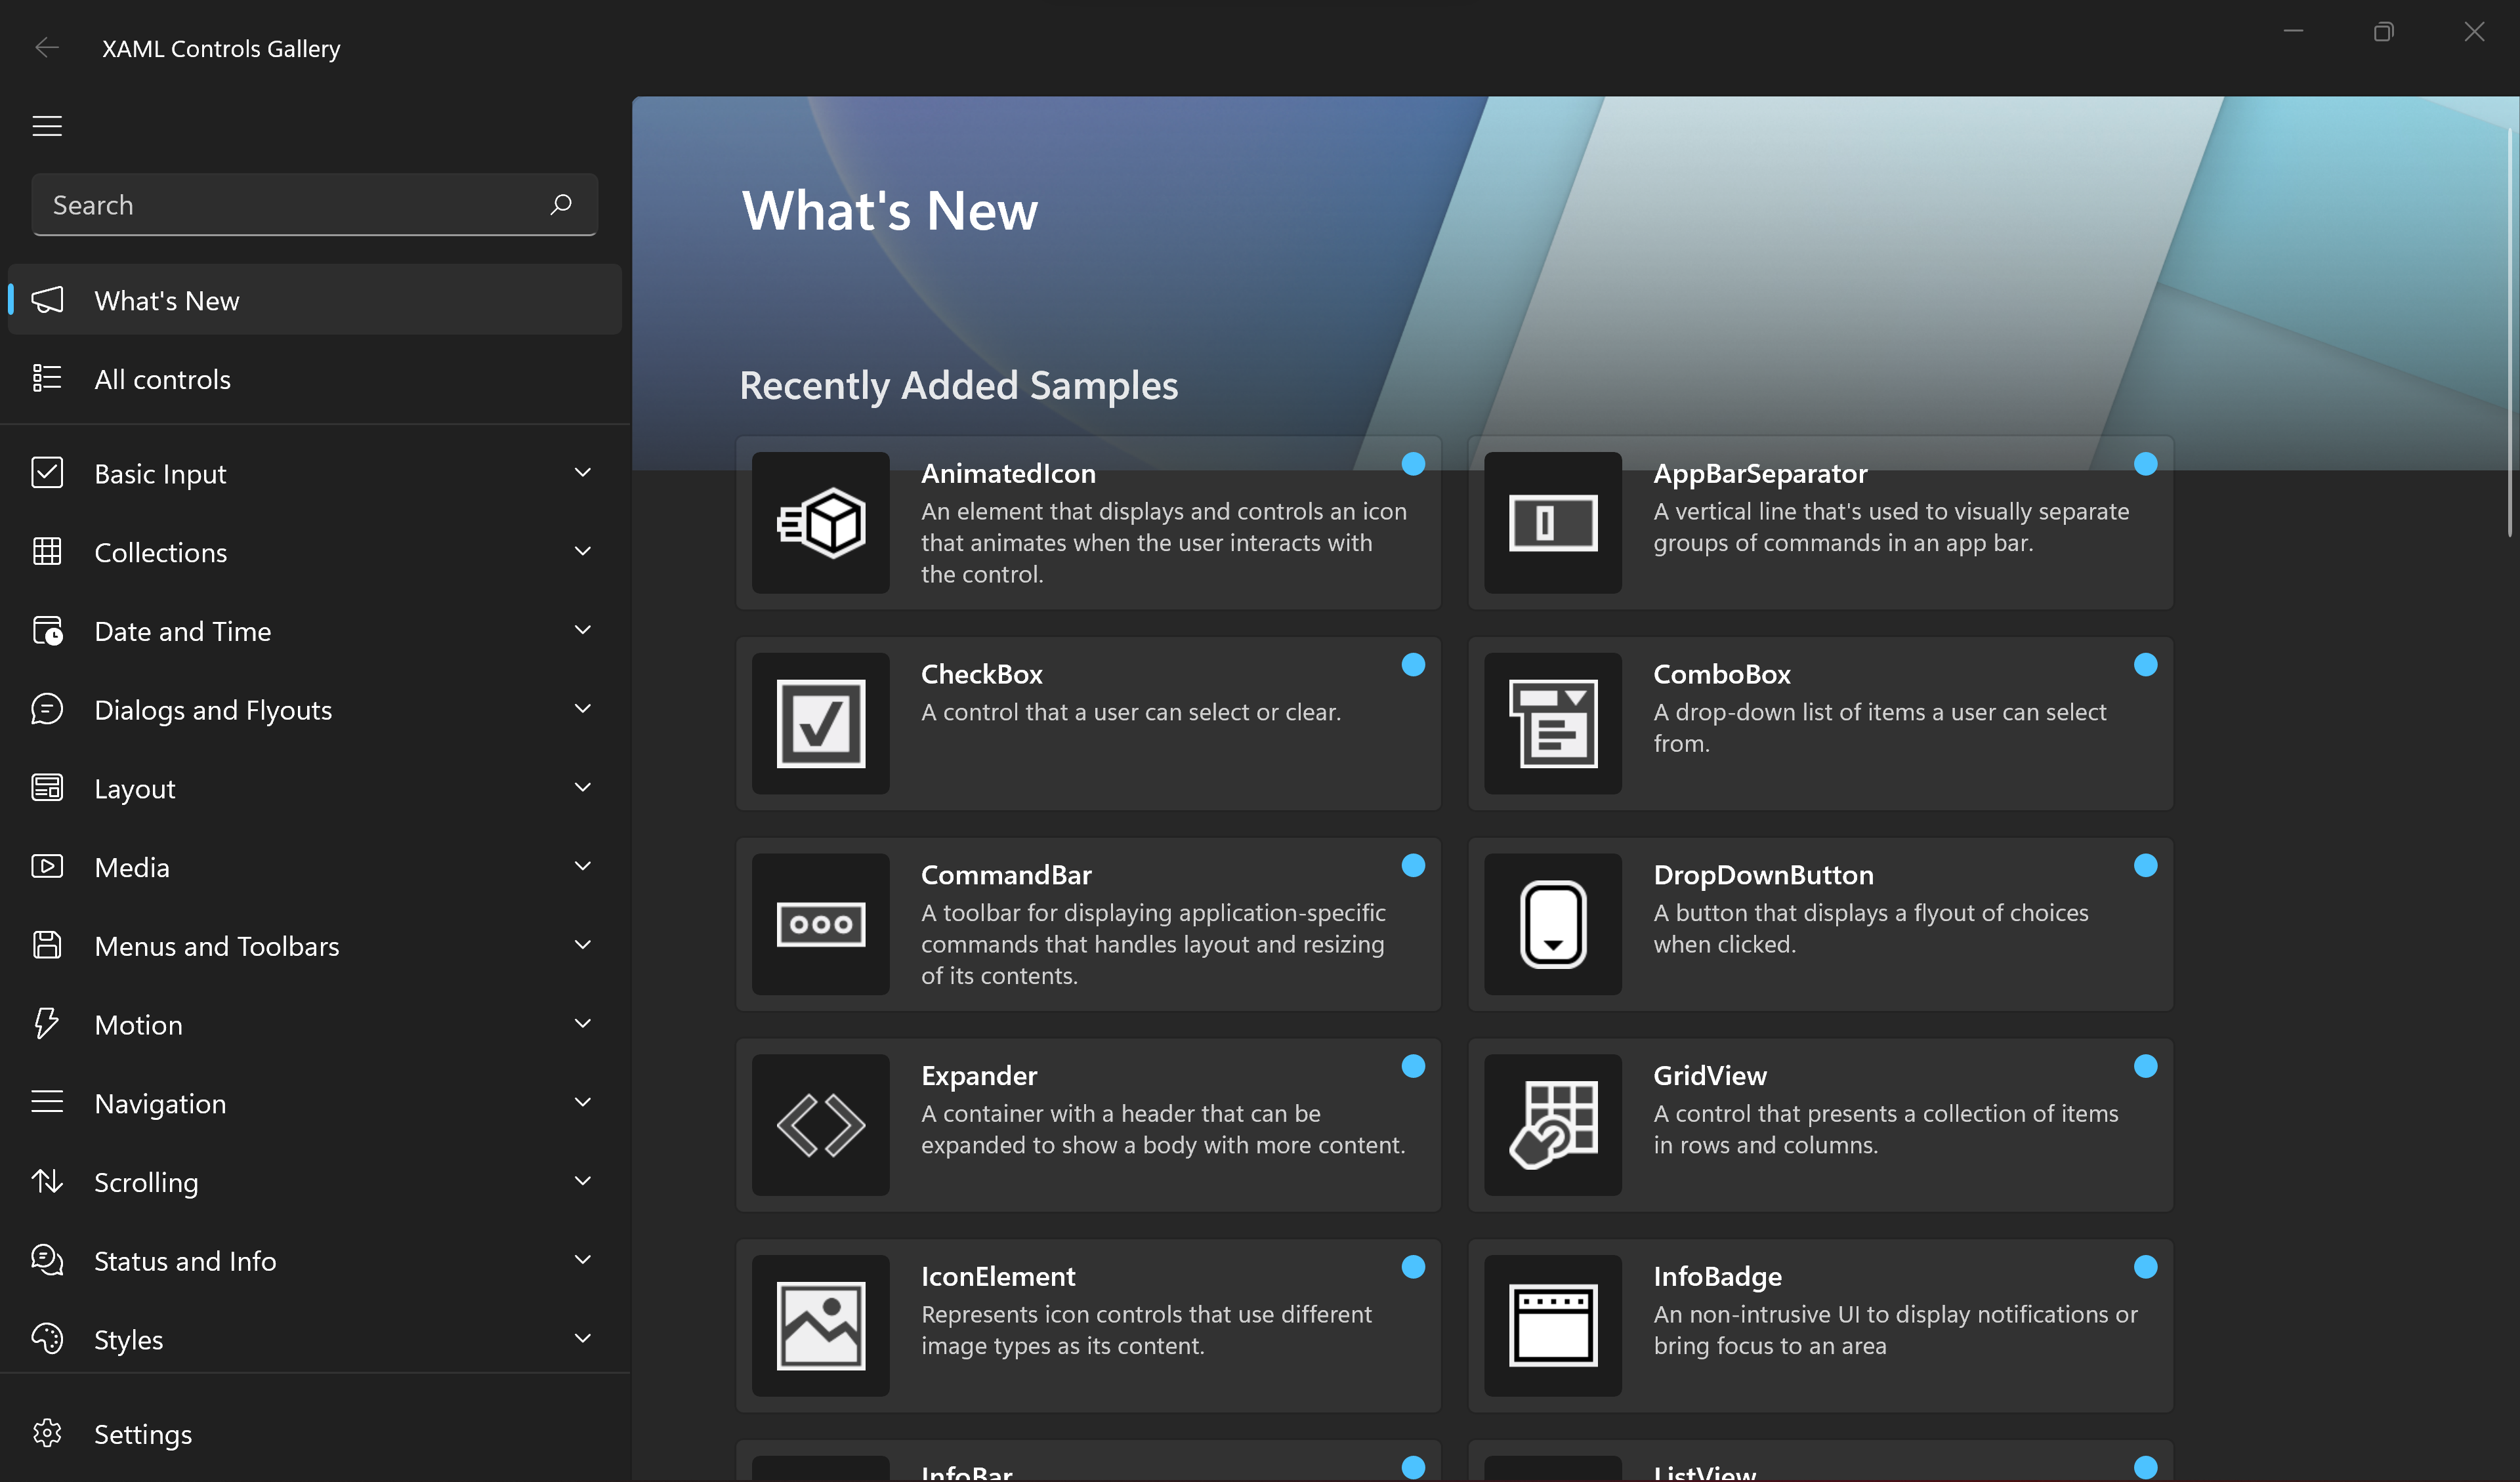 XAML Controls Gallery
Search
What's New
All controls
Basic Input
Collections
Date and Time
Dialogs and Flyouts
Layout
Media
Menus and Toolbars
Motion
Navigation
Scrolling
Status and Info
Styles
Settings
What's New
Recently Added Samples
AnimatedIcon
An element that displays and controls an icon
that animates when the user interacts with
the control.
AppBarSeparator
A vertical line that's used to visually separate
groups of commands in an app bar.
CheckBox
A control that a user can select or clear.
ComboBox
A drop-down list of items a user can select
from.
CommandBar
A toolbar for displaying application-specific
commands that handles layout and resizing
of its contents.
DropDownButton
A button that displays a flyout of choices
when clicked.
Expander
A container with a header that can be
expanded to show a body with more content.
GridView
A control that presents a collection of items
in rows and columns.
IconElement
Represents icon controls that use different
image types as its content.
InfoBadge
An non-intrusive UI to display notifications or
bring focus to an area
InfoBar
ListView